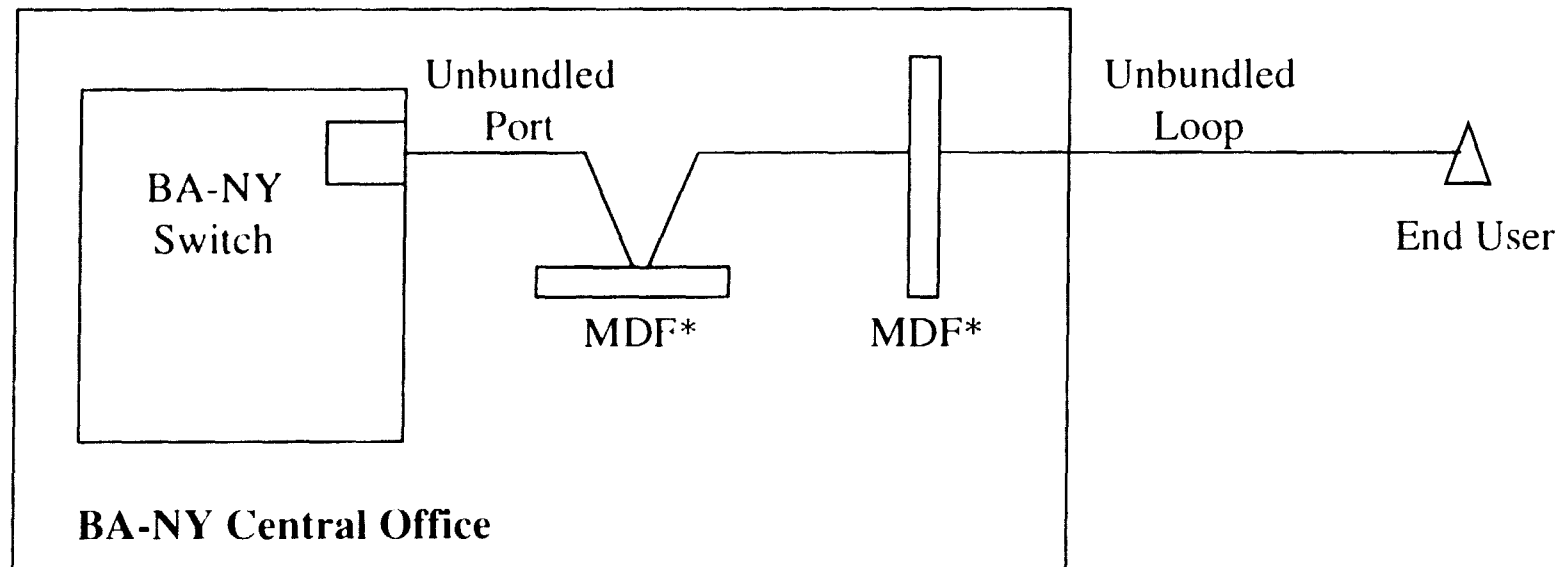 Unbundled
Port
Unbundled
Loop
BA-NY
Switch
End User
MDF*
MDF*
BA-NY Central Office